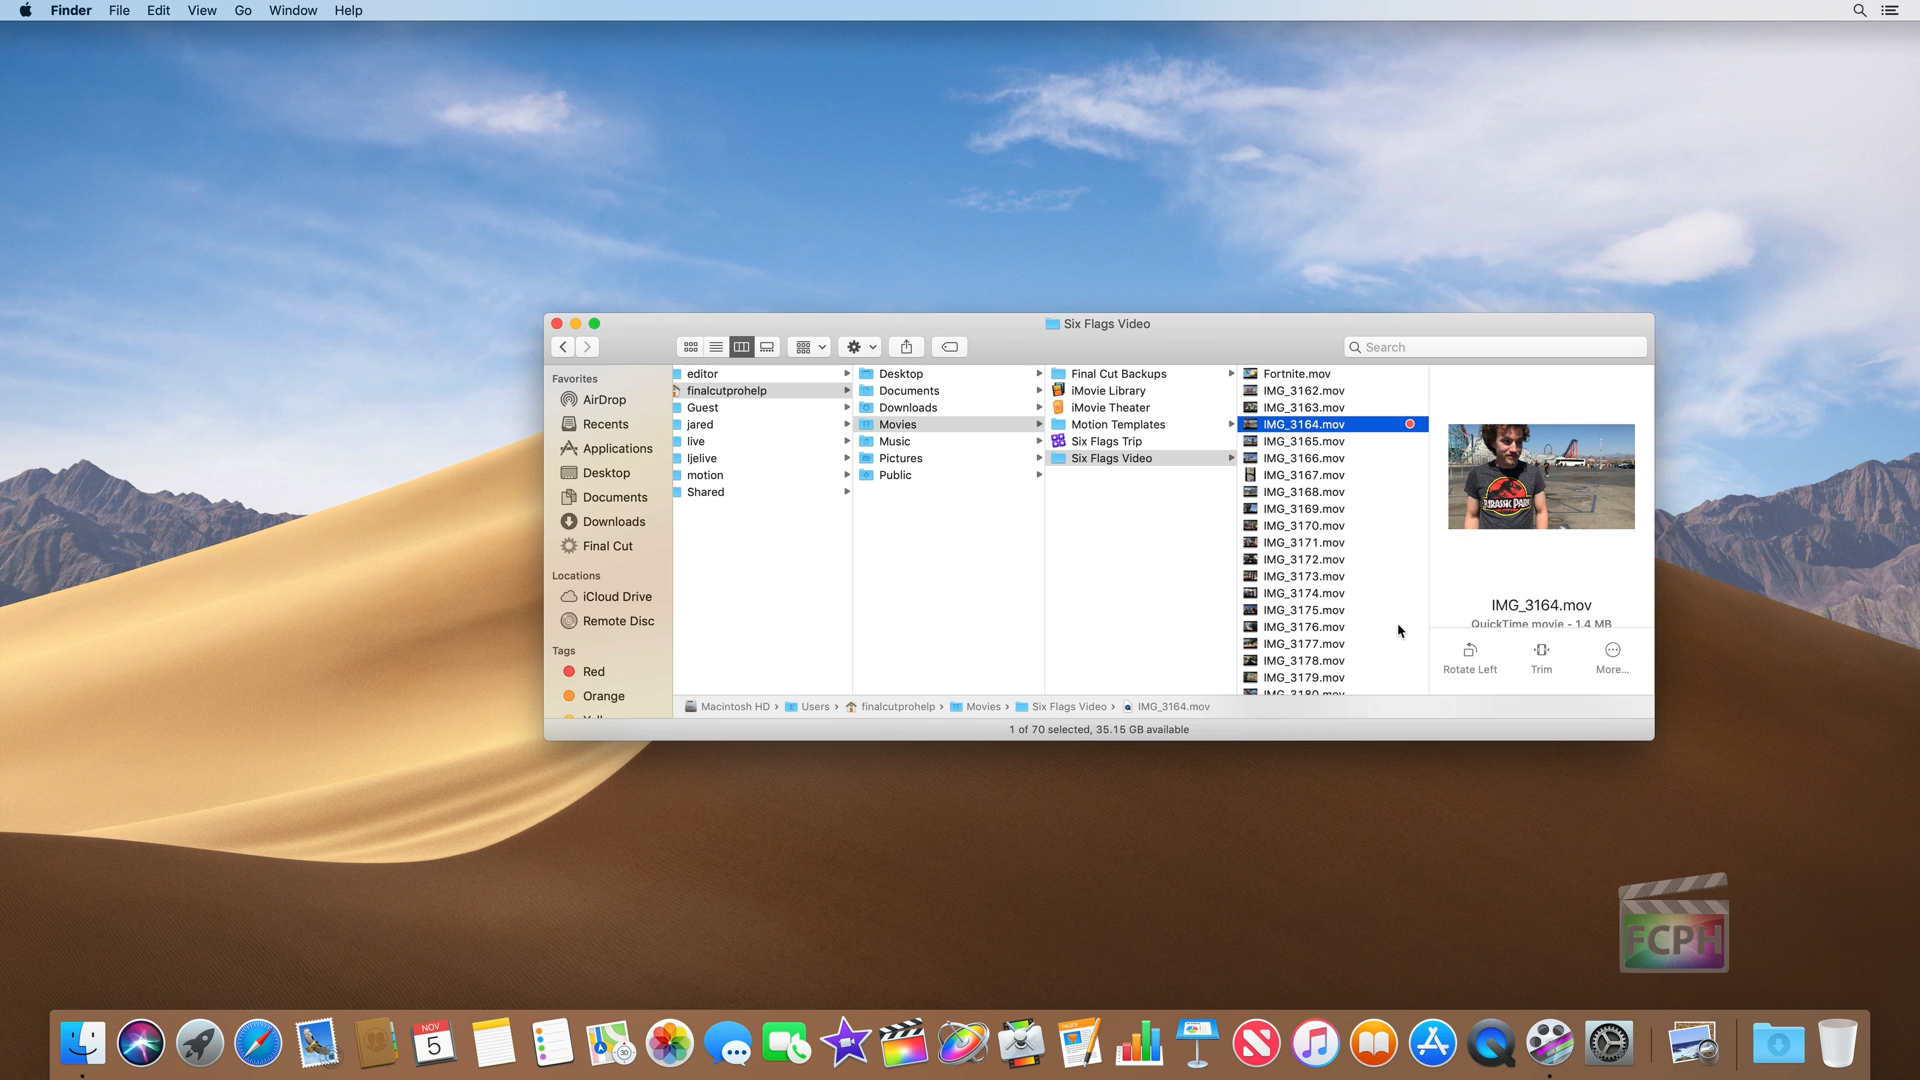 Finder File Edit View Go Window Help
Six Flags Video
Search
Favorites
AirDrop
Recents
Applications
Desktop
Documents
Downloads
Final Cut
Locations
iCloud Drive
Remote Disc
Tags
Red
Orange
editor
finalcutprohelp
Guest
jared
live
ljelive
motion
Shared
Desktop
Documents
Downloads
Movies
Music
Pictures
Public
Final Cut Backups
iMovie Library
iMovie Theater
Motion Templates
Six Flags Trip
Six Flags Video
Fortnite.mov
IMG_3162.mov
IMG_3163.mov
IMG_3164.mov
IMG_3165.mov
IMG_3166.mov
IMG_3167.mov
IMG_3168.mov
IMG_3169.mov
IMG_3170.mov
IMG_3171.mov
IMG_3172.mov
IMG_3173.mov
IMG_3174.mov
IMG_3175.mov
IMG_3176.mov
IMG_3177.mov
IMG_3178.mov
IMG_3179.mov
IMG_3180.mov
JURASSIC PARK
IMG_3164.mov
QuickTime movie - 1.4 MB
Rotate Left Trim More...
Macintosh HD › Users › finalcutprohelp › Movies › Six Flags Video › IMG_3164.mov
1 of 70 selected, 35.15 GB available
FCPH
NOV
5
3D
PAGES